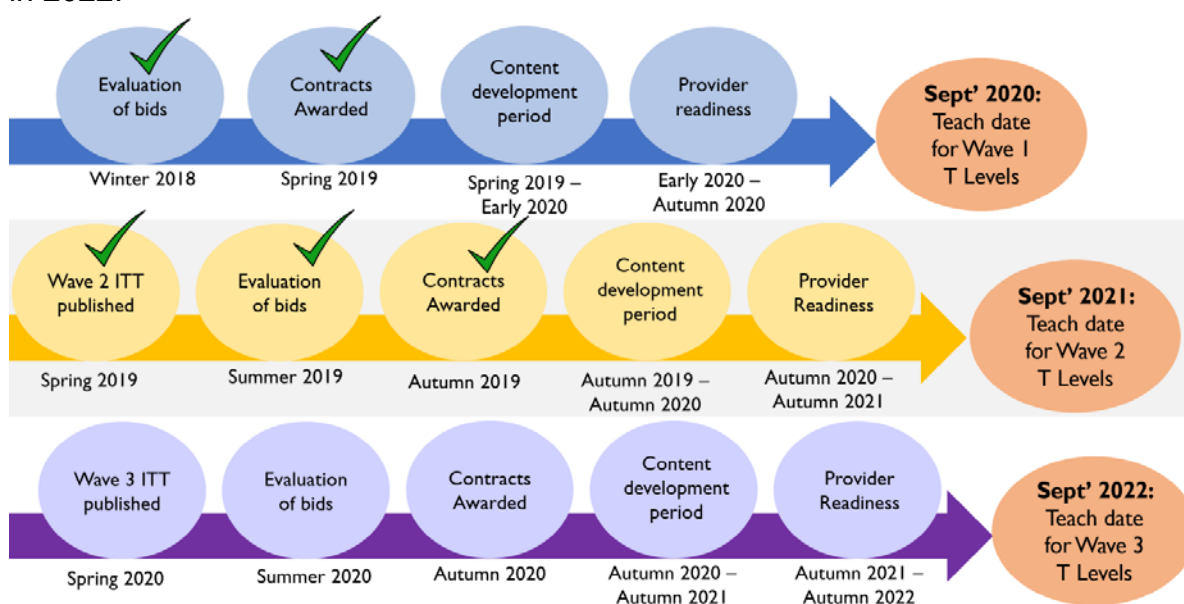 in 2022.
Evaluation
of bids
Contracts
Awarded
Content
development
period
Provider
readiness
Sept' 2020:
Teach date
for Wave 1
T Levels
Winter 2018
Spring 2019
Spring 2019 –
Early 2020
Early 2020 –
Autumn 2020
Wave 2 ITT
published
Evaluation
of bids
Contracts
Awarded
Content
development
period
Provider
Readiness
Sept' 2021:
Teach date
for Wave 2
T Levels
Spring 2019
Summer 2019
Autumn 2019
Autumn 2019 –
Autumn 2020
Autumn 2020 –
Autumn 2021
Wave 3 ITT
published
Evaluation
of bids
Contracts
Awarded
Content
development
period
Provider
Readiness
Sept' 2022:
Teach date
for Wave 3
T Levels
Spring 2020
Summer 2020
Autumn 2020
Autumn 2020 –
Autumn 2021
Autumn 2021 –
Autumn 2022